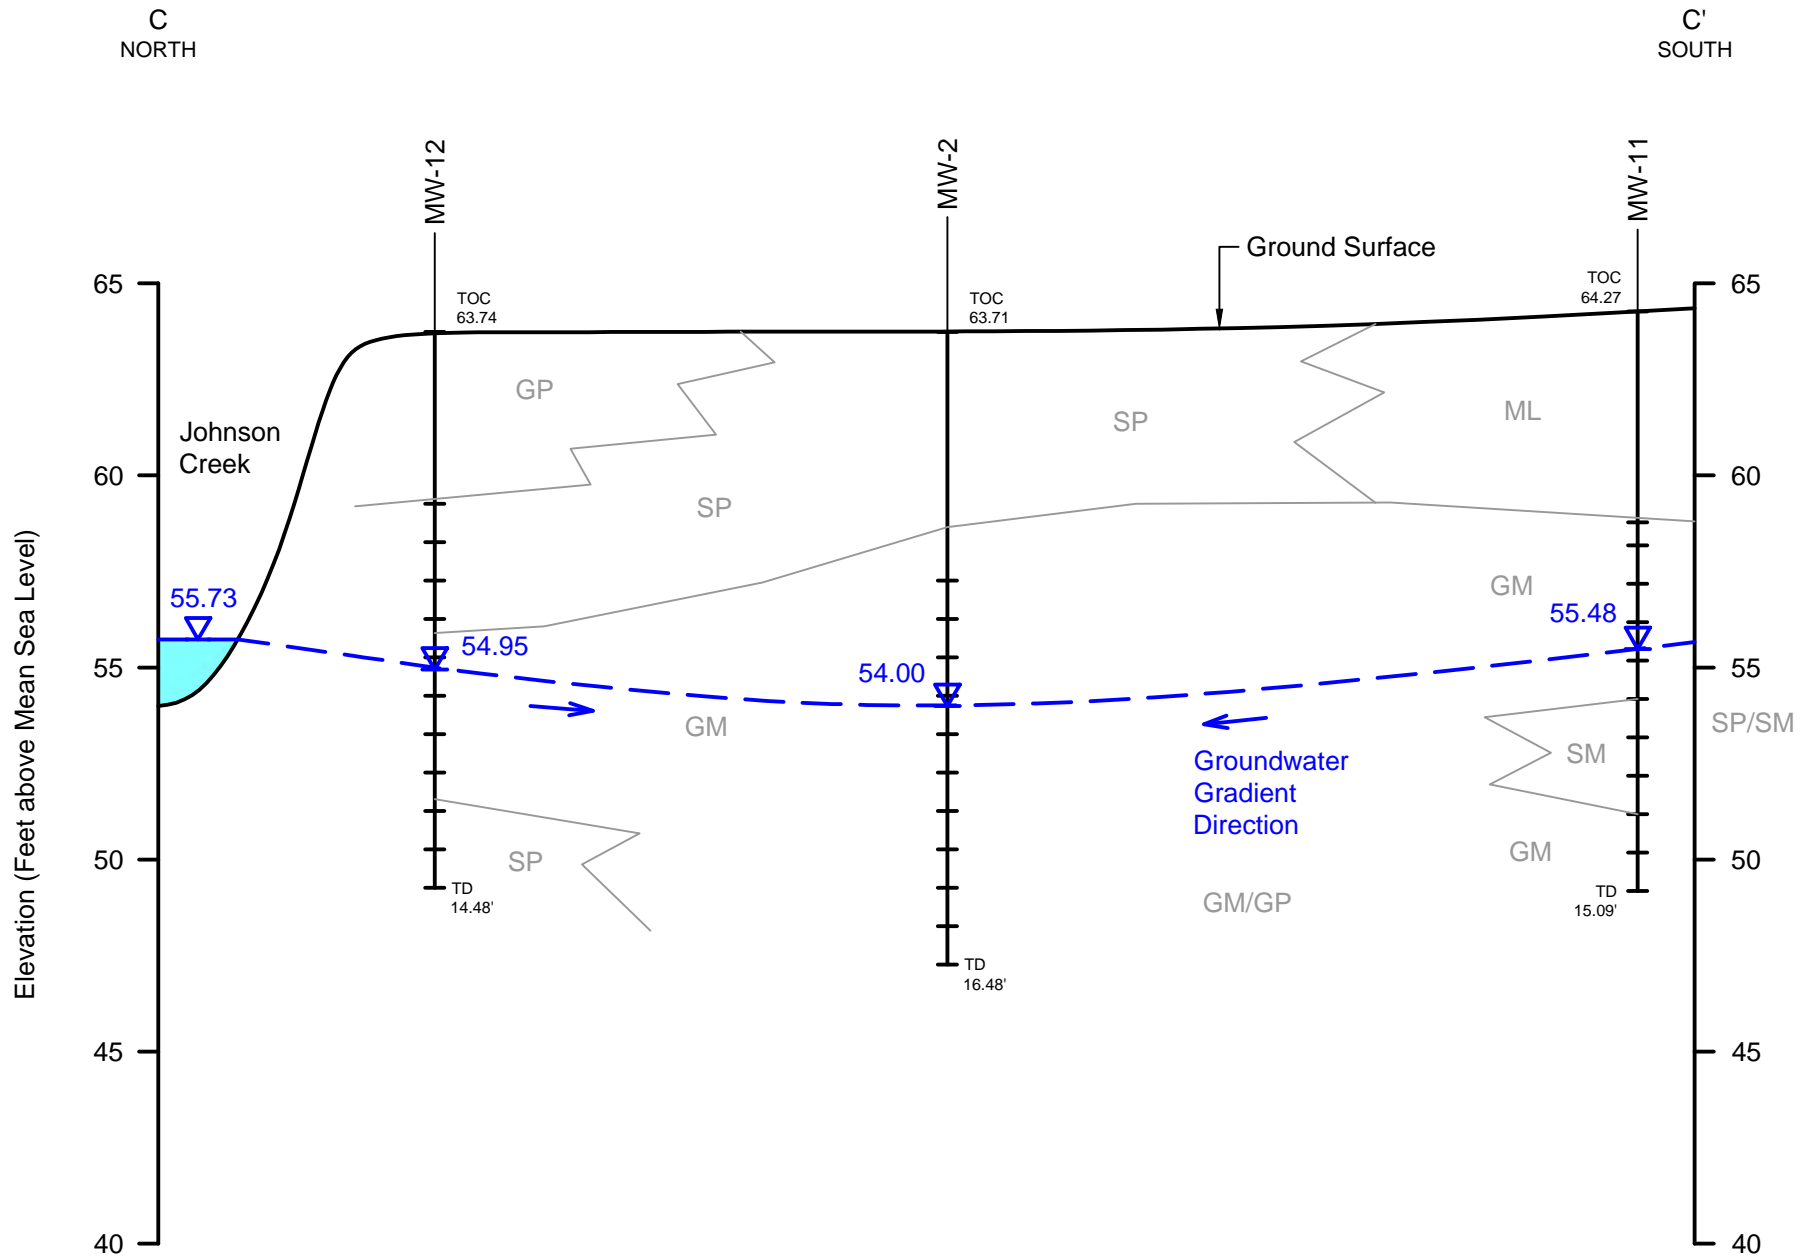 C
NORTH
C'
SOUTH
MW-12
MW-2
MW-11
Ground Surface
TOC
63.74
TOC
63.71
TOC
64.27
65
65
60
60
55
55
50
50
45
45
40
40
Elevation (Feet above Mean Sea Level)
Johnson
Creek
GP
SP
ML
SP
GM
55.73
54.95
54.00
55.48
GM
SP/SM
SM
Groundwater
Gradient
Direction
SP
GM
GM/GP
TD
14.48'
TD
16.48'
TD
15.09'